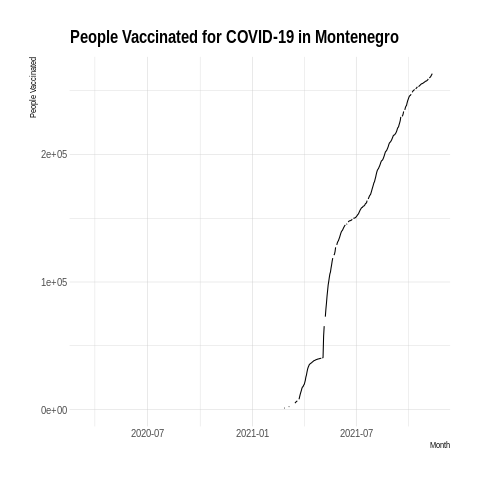 People Vaccinated for COVID-19 in Montenegro
People Vaccinated
2e+05
1e+05
0e+00
2020-07 2021-01 2021-07
Month